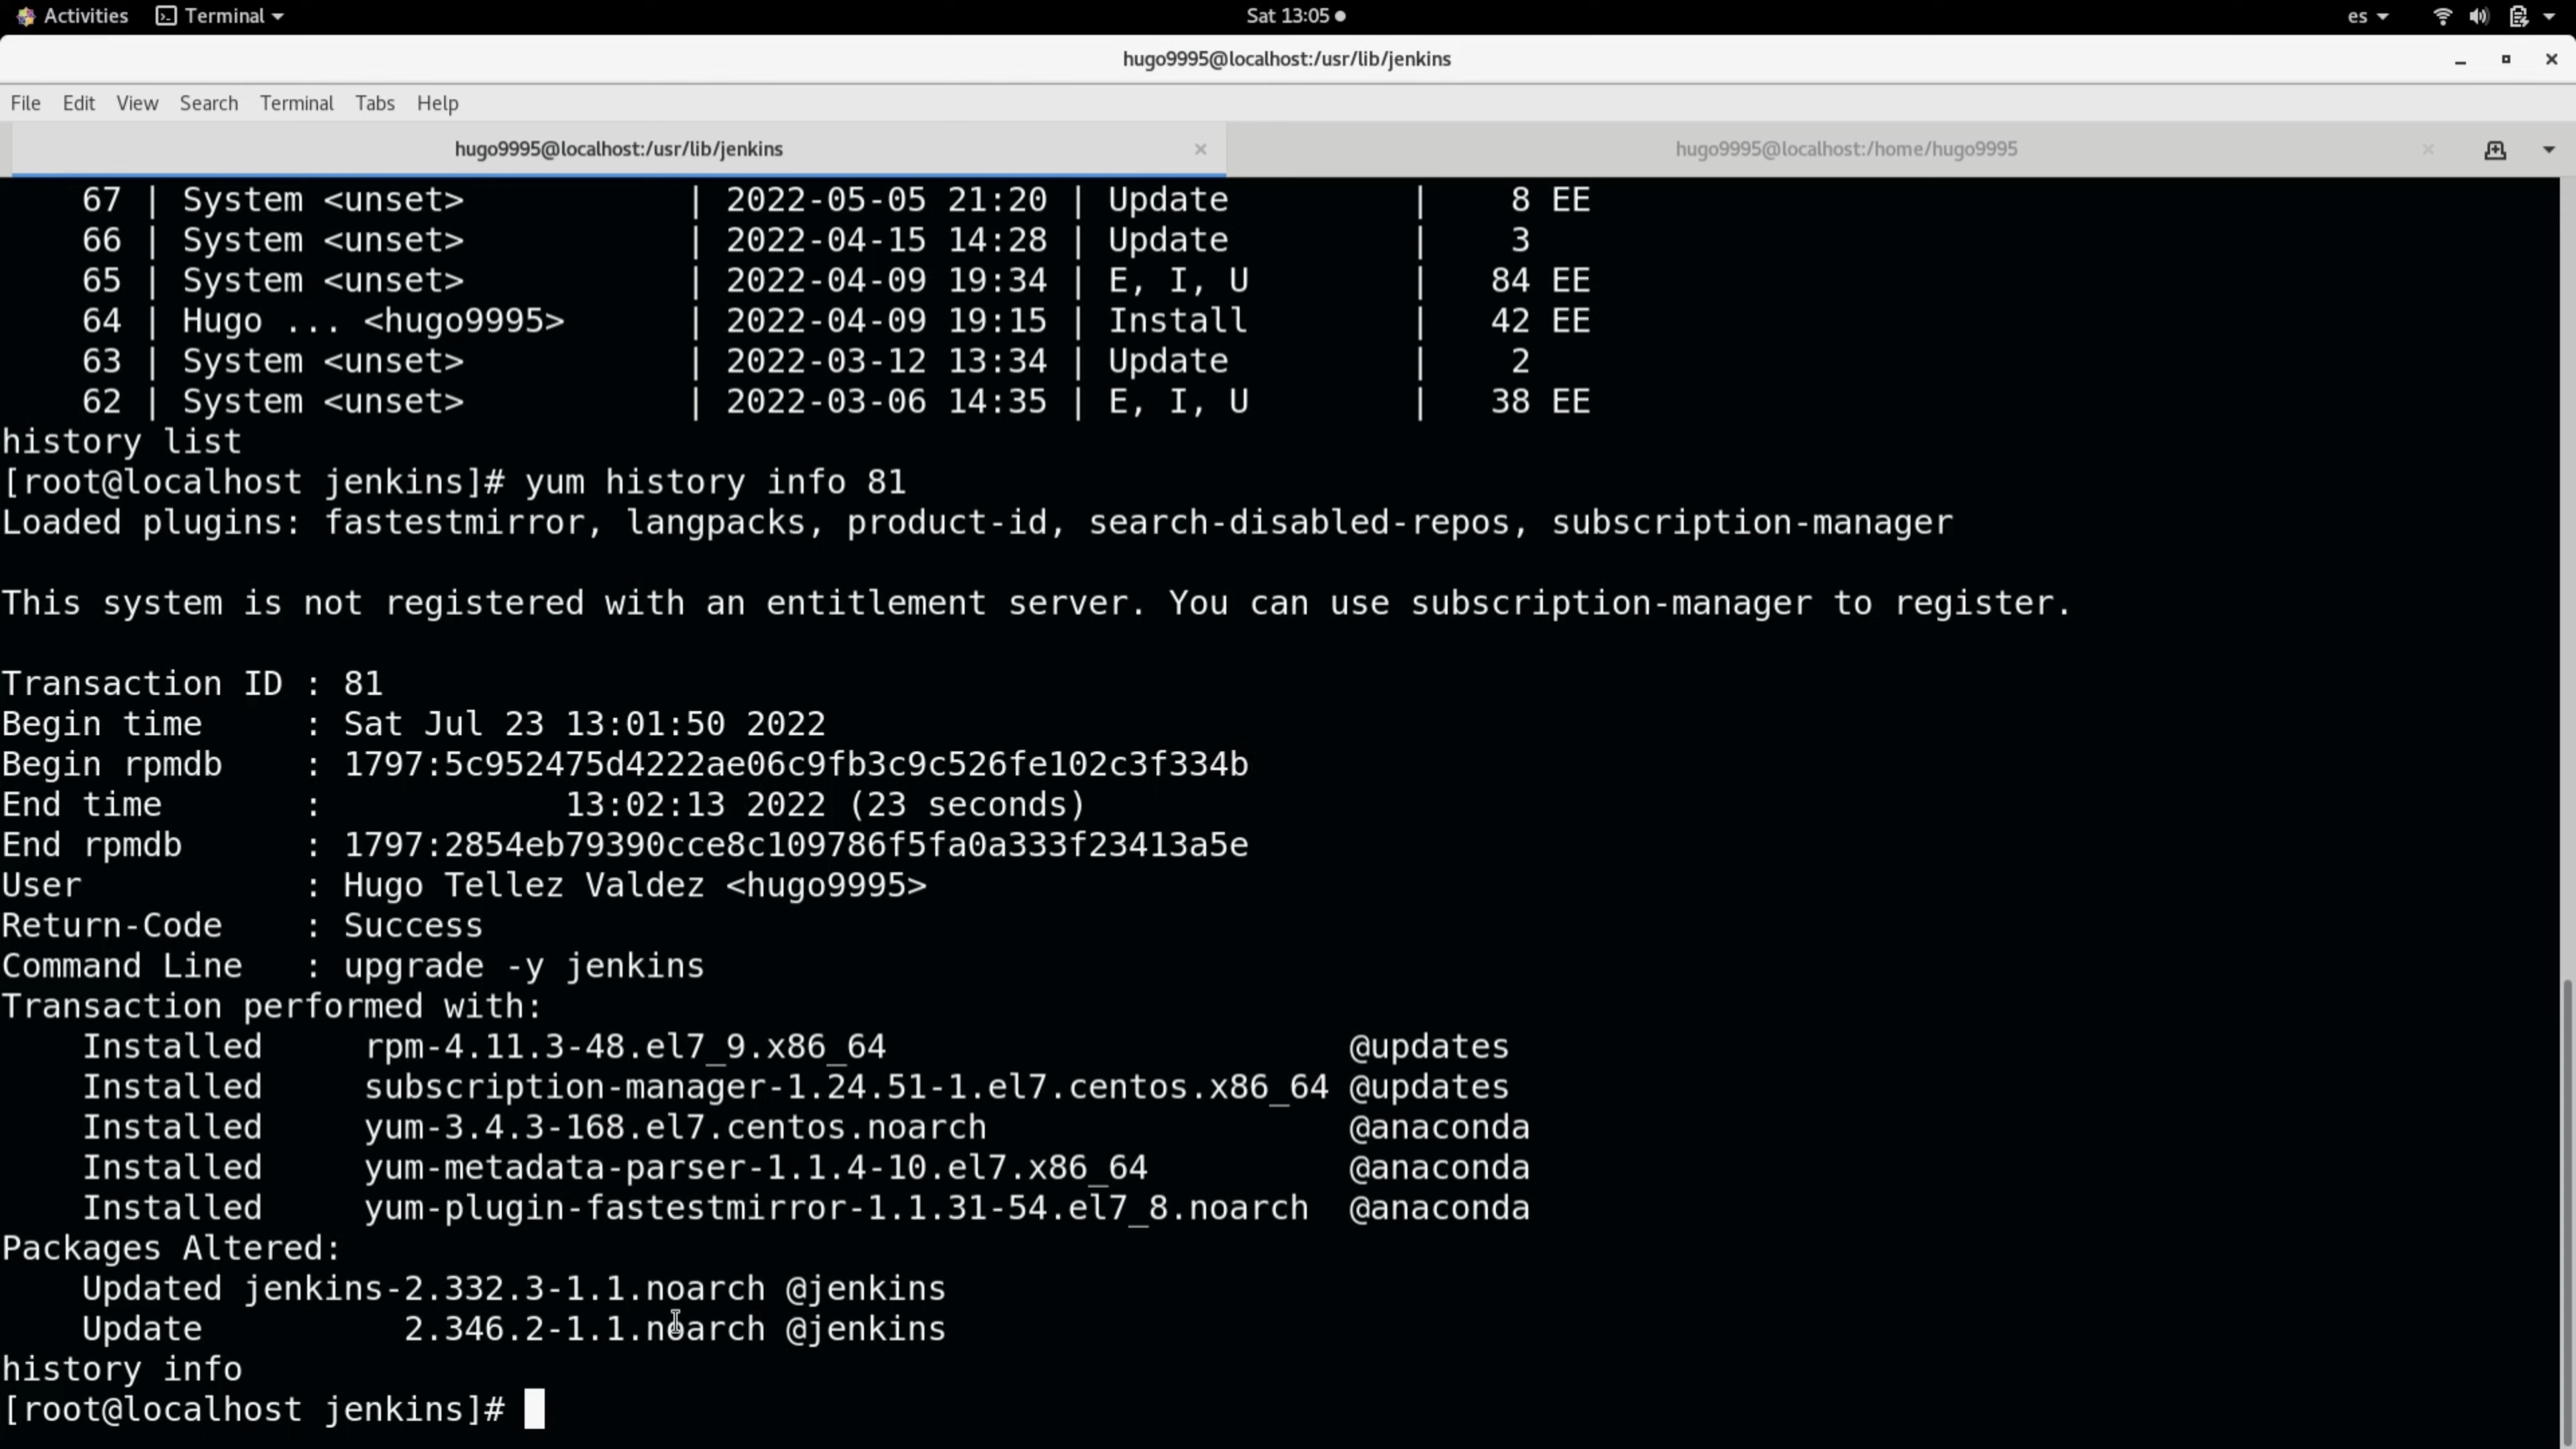 Activities Terminal Sat 13:05 es
hugo9995@localhost:/usr/lib/jenkins
File Edit View Search Terminal Tabs Help
hugo9995@localhost:/usr/lib/jenkins hugo9995@localhost:/home/hugo9995
67 | System <unset> | 2022-05-05 21:20 | Update | 8 EE
66 | System <unset> | 2022-04-15 14:28 | Update | 3
65 | System <unset> | 2022-04-09 19:34 | E, I, U | 84 EE
64 | Hugo ... <hugo9995> | 2022-04-09 19:15 | Install | 42 EE
63 | System <unset> | 2022-03-12 13:34 | Update | 2
62 | System <unset> | 2022-03-06 14:35 | E, I, U | 38 EE
history list
[root@localhost jenkins]# yum history info 81
Loaded plugins: fastestmirror, langpacks, product-id, search-disabled-repos, subscription-manager
This system is not registered with an entitlement server. You can use subscription-manager to register.
Transaction ID : 81
Begin time : Sat Jul 23 13:01:50 2022
Begin rpmdb : 1797:5c952475d4222ae06c9fb3c9c526fe102c3f334b
End time : 13:02:13 2022 (23 seconds)
End rpmdb : 1797:2854eb79390cce8c109786f5fa0a333f23413a5e
User : Hugo Tellez Valdez <hugo9995>
Return-Code : Success
Command Line : upgrade -y jenkins
Transaction performed with:
Installed rpm-4.11.3-48.el7_9.x86_64 @updates
Installed subscription-manager-1.24.51-1.el7.centos.x86_64 @updates
Installed yum-3.4.3-168.el7.centos.noarch @anaconda
Installed yum-metadata-parser-1.1.4-10.el7.x86_64 @anaconda
Installed yum-plugin-fastestmirror-1.1.31-54.el7_8.noarch @anaconda
Packages Altered:
Updated jenkins-2.332.3-1.1.noarch @jenkins
Update 2.346.2-1.1.noarch @jenkins
history info
[root@localhost jenkins]#